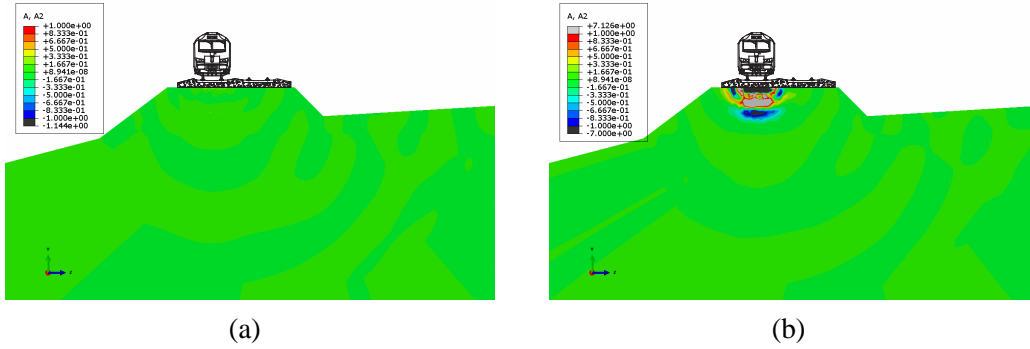 A, A2
+1.000e+00
+8.333e-01
+6.667e-01
+5.000e-01
+3.333e-01
+1.667e-01
+8.941e-08
-1.667e-01
-3.333e-01
-5.000e-01
-6.667e-01
-8.333e-01
-1.000e+00
-1.144e+00
Y
Z
(a)
A, A2
+7.126e+00
+1.000e+00
+8.333e-01
+6.667e-01
+5.000e-01
+3.333e-01
+1.667e-01
+8.941e-08
-1.667e-01
-3.333e-01
-5.000e-01
-6.667e-01
-8.333e-01
-1.000e+00
-7.000e+00
Y
Z
(b)